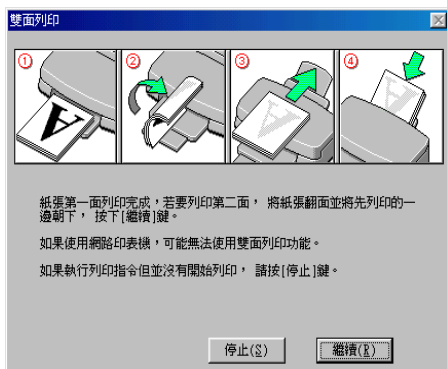 雙面列印
① ② ③ ④
A A A A
紙張第一面列印完成，若要列印第二面， 將紙張翻面並將先列印的一
邊朝下， 按下[繼續]鍵。
如果使用網路印表機，可能無法使用雙面列印功能。
如果執行列印指令但並沒有開始列印， 請按[停止]鍵。
停止(S) 繼續(R)